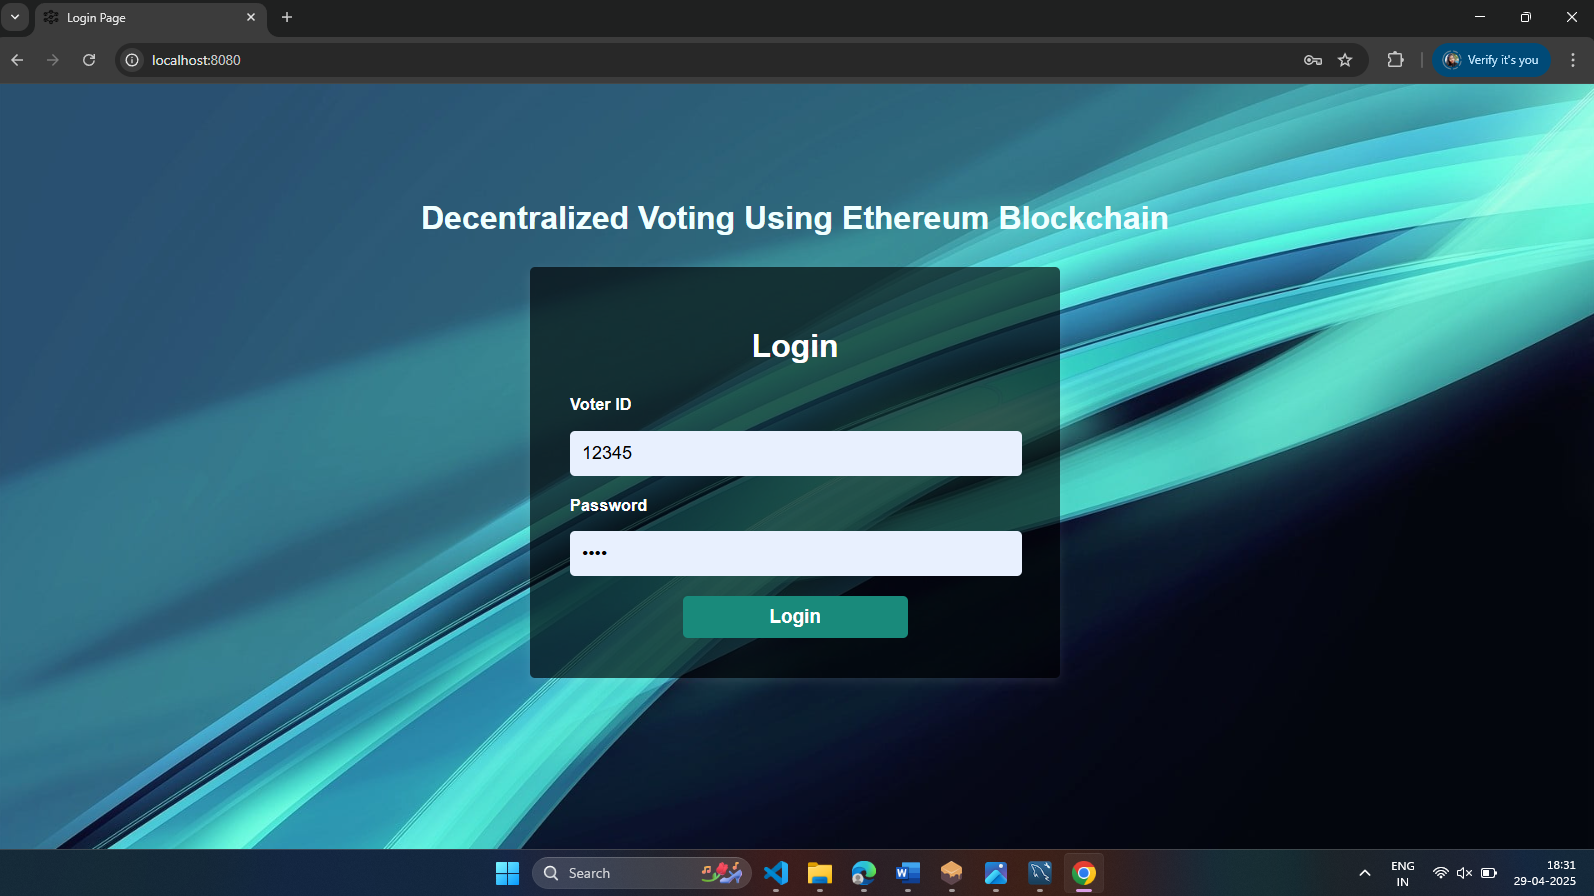 Login Page
localhost:8080
Verify it's you
Decentralized Voting Using Ethereum Blockchain
Login
Voter ID
12345
Password
••••
Login
Search
ENG
IN
18:31
29-04-2025